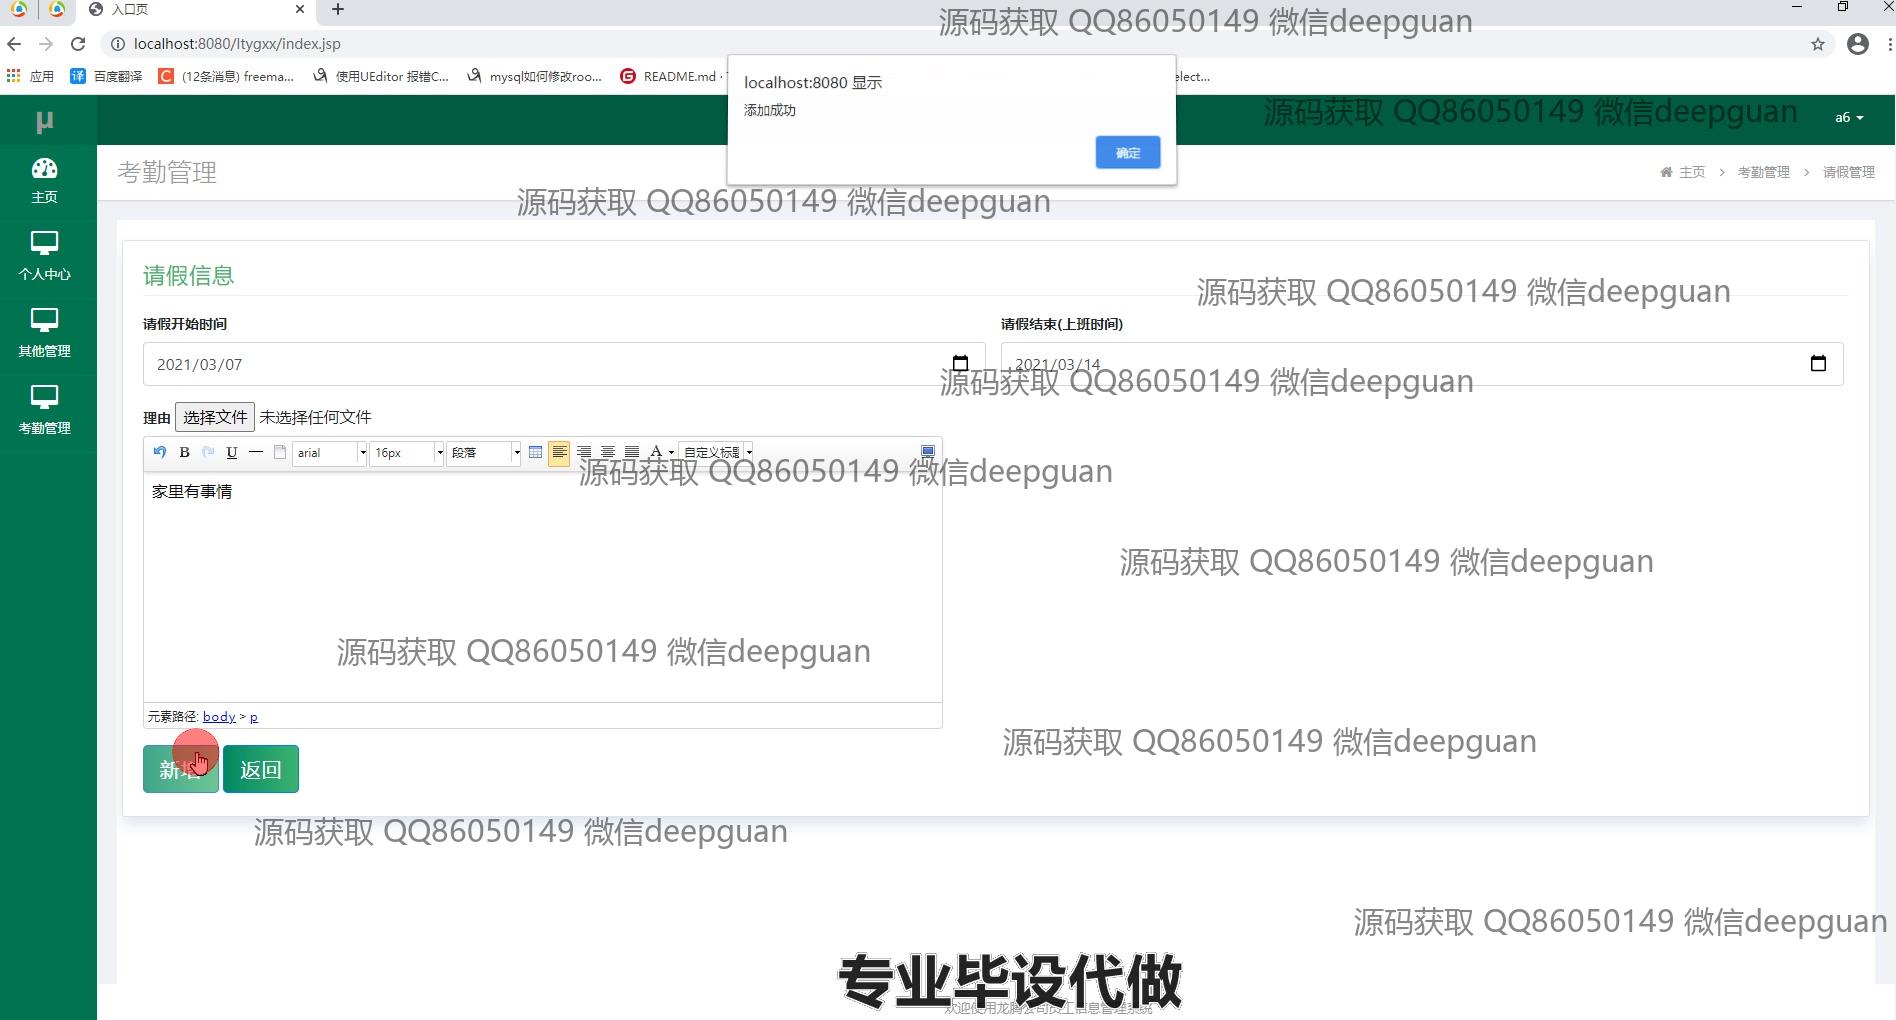 入口页
源码获取 QQ86050149 微信deepguan
localhost:8080/ltygxx/index.jsp
应用 百度翻译 (12条消息) freema... 使用UEditor 报错C... mysql如何修改roo... README.md · elect...
localhost:8080 显示
添加成功
确定
源码获取 QQ86050149 微信deepguan
a6
μ
主页
个人中心
其他管理
考勤管理
考勤管理
主页 > 考勤管理 > 请假管理
源码获取 QQ86050149 微信deepguan
请假信息
源码获取 QQ86050149 微信deepguan
请假开始时间 请假结束(上班时间)
2021/03/07 2021/03/14
源码获取 QQ86050149 微信deepguan
理由 选择文件 未选择任何文件
B U arial 16px 段落 A 自定义标题
源码获取 QQ86050149 微信deepguan
家里有事情
源码获取 QQ86050149 微信deepguan
源码获取 QQ86050149 微信deepguan
元素路径: body > p
源码获取 QQ86050149 微信deepguan
新增 返回
源码获取 QQ86050149 微信deepguan
源码获取 QQ86050149 微信deepguan
专业毕设代做
欢迎使用龙腾公司员工信息管理系统